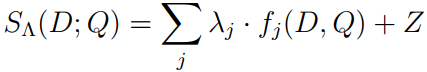 S_Λ(D; Q) = ∑_j λ_j · f_j(D, Q) + Z